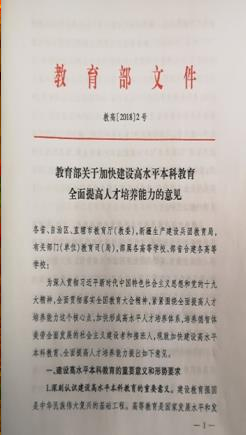 教育部文件
教高[2018]2号
教育部关于加快建设高水平本科教育
全面提高人才培养能力的意见
各省、自治区、直辖市教育厅(教委),新疆生产建设兵团教育局,
有关部门(单位)教育司(局),部属各高等学校、部省合建各高等
学校:
为深入贯彻习近平新时代中国特色社会主义思想和党的十九
大精神,全面贯彻落实全国教育大会精神,紧紧围绕全面提高人才
培养能力这个核心点,加快形成高水平人才培养体系,培养德智体
美劳全面发展的社会主义建设者和接班人,现就加快建设高水平
本科教育、全面提高人才培养能力提出如下意见。
一、建设高水平本科教育的重要意义和形势要求
1.深刻认识建设高水平本科教育的重要意义。建设教育强国
是中华民族伟大复兴的基础工程。高等教育是国家发展水平和发
— 1 —